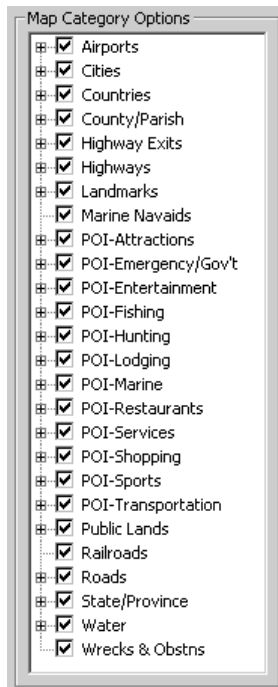 Map Category Options
Airports
Cities
Countries
County/Parish
Highway Exits
Highways
Landmarks
Marine Navaids
POI-Attractions
POI-Emergency/Gov't
POI-Entertainment
POI-Fishing
POI-Hunting
POI-Lodging
POI-Marine
POI-Restaurants
POI-Services
POI-Shopping
POI-Sports
POI-Transportation
Public Lands
Railroads
Roads
State/Province
Water
Wrecks & Obstns